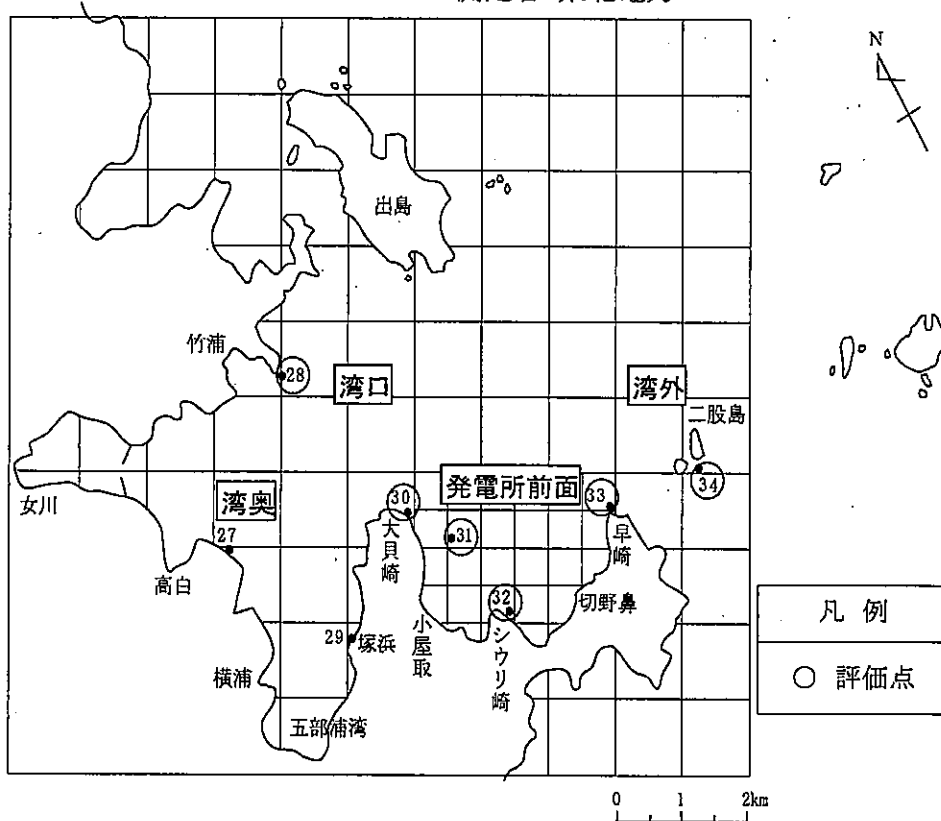 N
出島
竹浦
28
湾口
湾外
二股島
34
女川
湾奥
27
高白
発電所前面
30
大貝崎
31
33
早崎
32
切野鼻
シウリ崎
小屋取
29
塚浜
横浦
五部浦湾
凡例
○ 評価点
0 1 2km